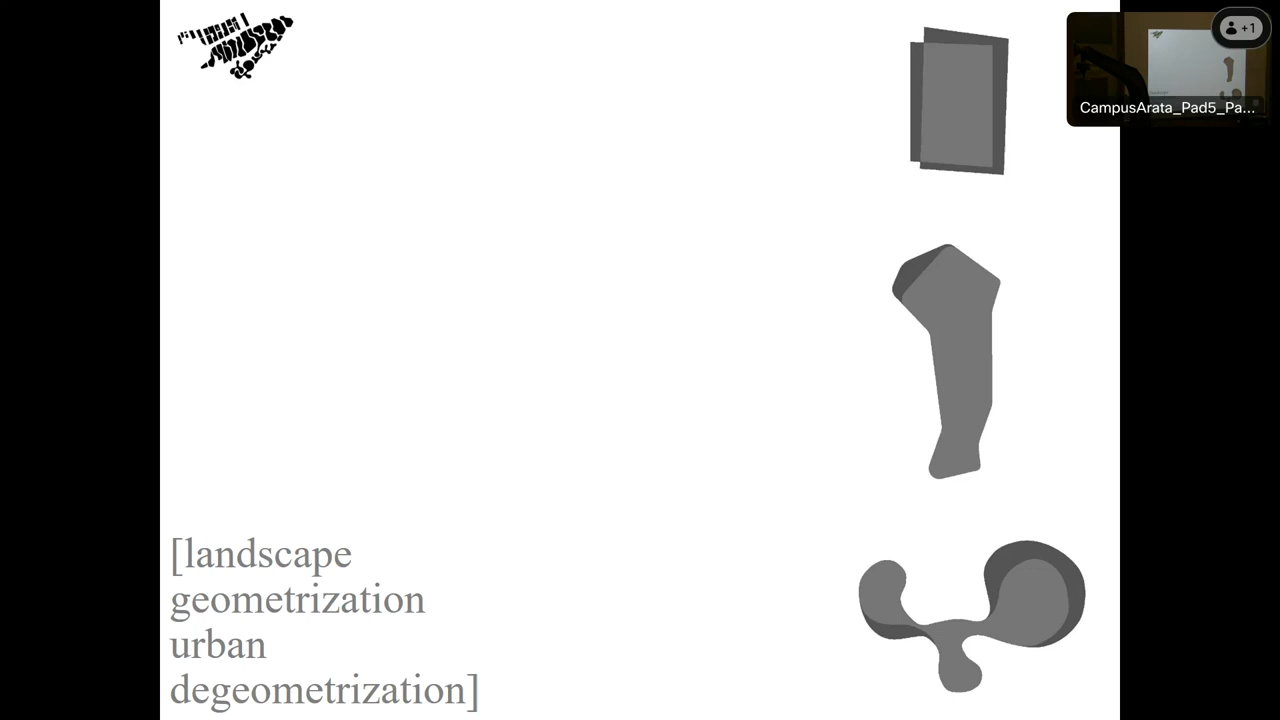 +1
CampusArata_Pad5_Pa...
[landscape
geometrization
urban
degeometrization]